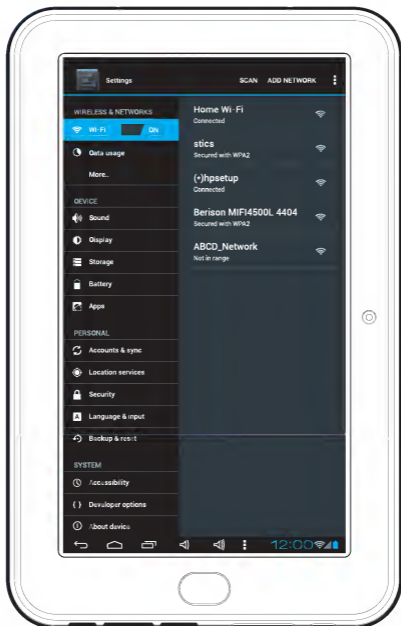 Settings
SCAN ADD NETWORK
WIRELESS & NETWORKS
Wi-Fi ON
Data usage
More..
DEVICE
Sound
Display
Storage
Battery
Apps
PERSONAL
Accounts & sync
Location services
Security
A Language & input
Backup & reset
SYSTEM
Accessibility
{ } Developer options
About device
Home Wi-Fi
Connected
stics
Secured with WPA2
(+)hpsetup
Connected
Berison MIFI4500L 4404
Secured with WPA2
ABCD_Network
Not in range
12:00